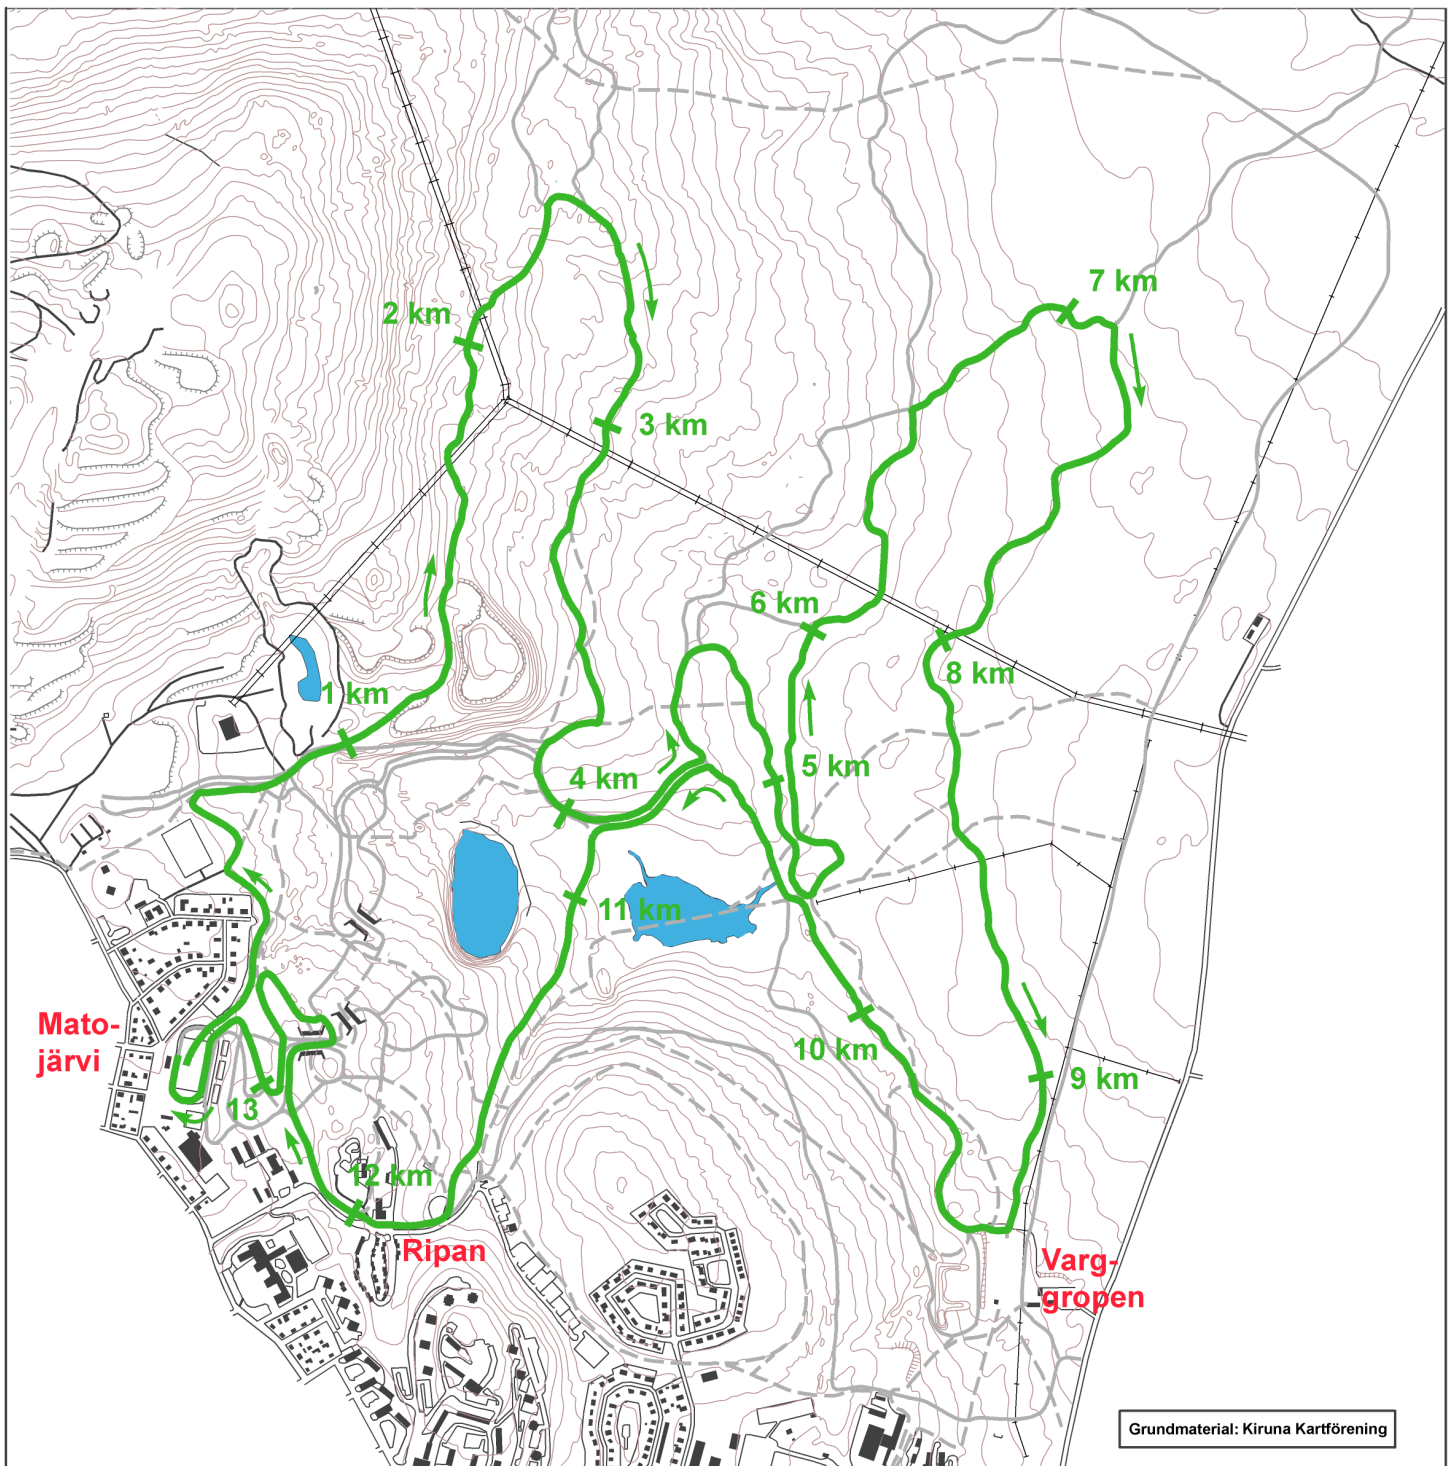 7 km
2 km
3 km
6 km
8 km
1 km
5 km
4 km
11 km
Mato-
järvi
10 km
9 km
13
12 km
Ripan
Varg-
gropen
Grundmaterial: Kiruna Kartförening